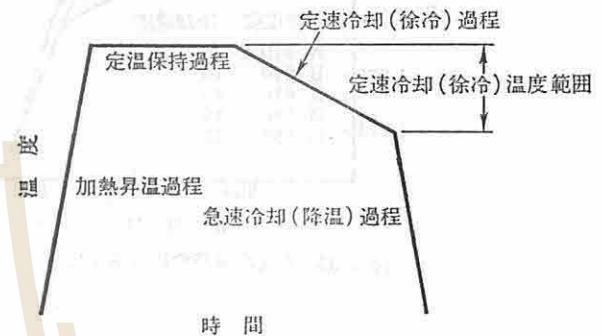 定速冷却(徐冷)過程
定温保持過程
定速冷却(徐冷)温度範囲
温度
加熱昇温過程
急速冷却(降温)過程
時間